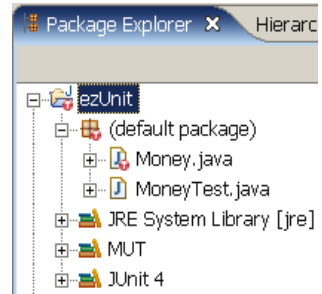 Package Explorer Hierarc
ezUnit
(default package)
Money.java
MoneyTest.java
JRE System Library [jre]
MUT
JUnit 4